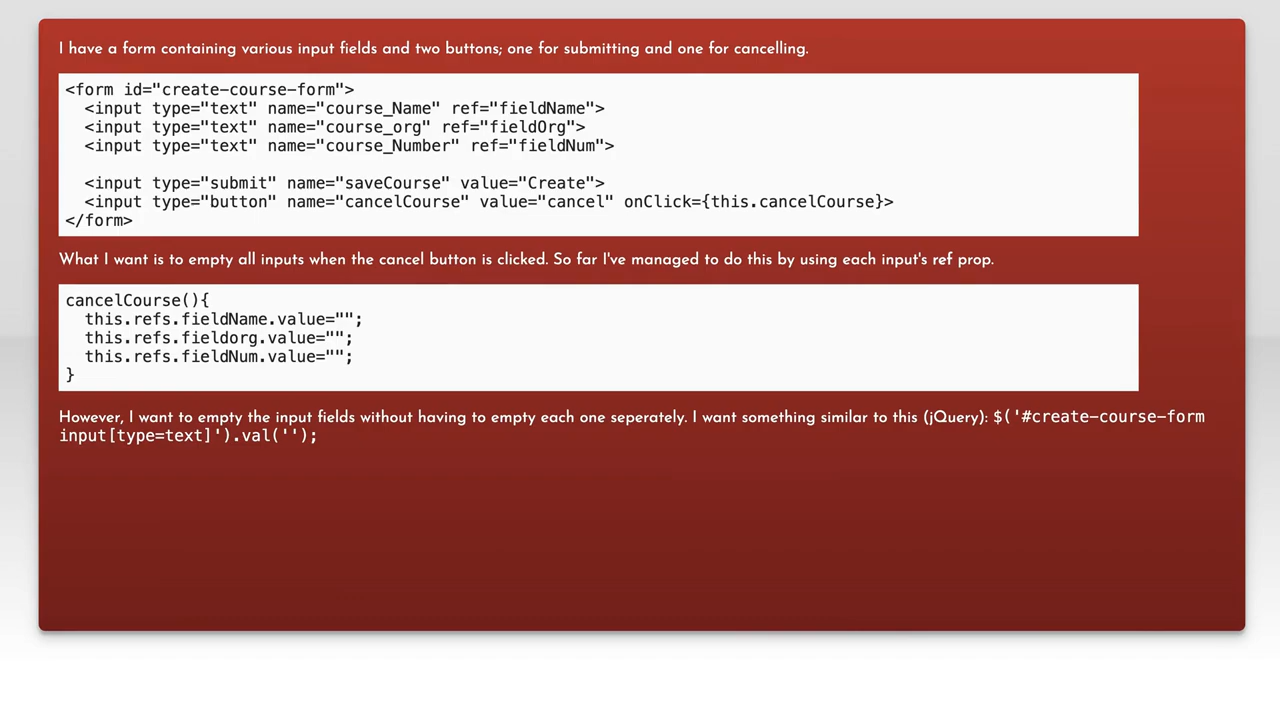 I have a form containing various input fields and two buttons; one for submitting and one for cancelling.
<form id="create-course-form">
  <input type="text" name="course_Name" ref="fieldName">
  <input type="text" name="course_org" ref="fieldOrg">
  <input type="text" name="course_Number" ref="fieldNum">

  <input type="submit" name="saveCourse" value="Create">
  <input type="button" name="cancelCourse" value="cancel" onClick={this.cancelCourse}>
</form>
What I want is to empty all inputs when the cancel button is clicked. So far I've managed to do this by using each input's ref prop.
cancelCourse(){
  this.refs.fieldName.value="";
  this.refs.fieldorg.value="";
  this.refs.fieldNum.value="";
}
However, I want to empty the input fields without having to empty each one seperately. I want something similar to this (jQuery): $('#create-course-form
input[type=text]').val('');